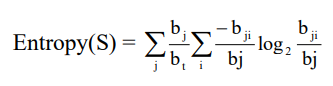 Entropy(S) = ∑_j b_j/b_t ∑_i -b_ji/bj log_2 b_ji/bj